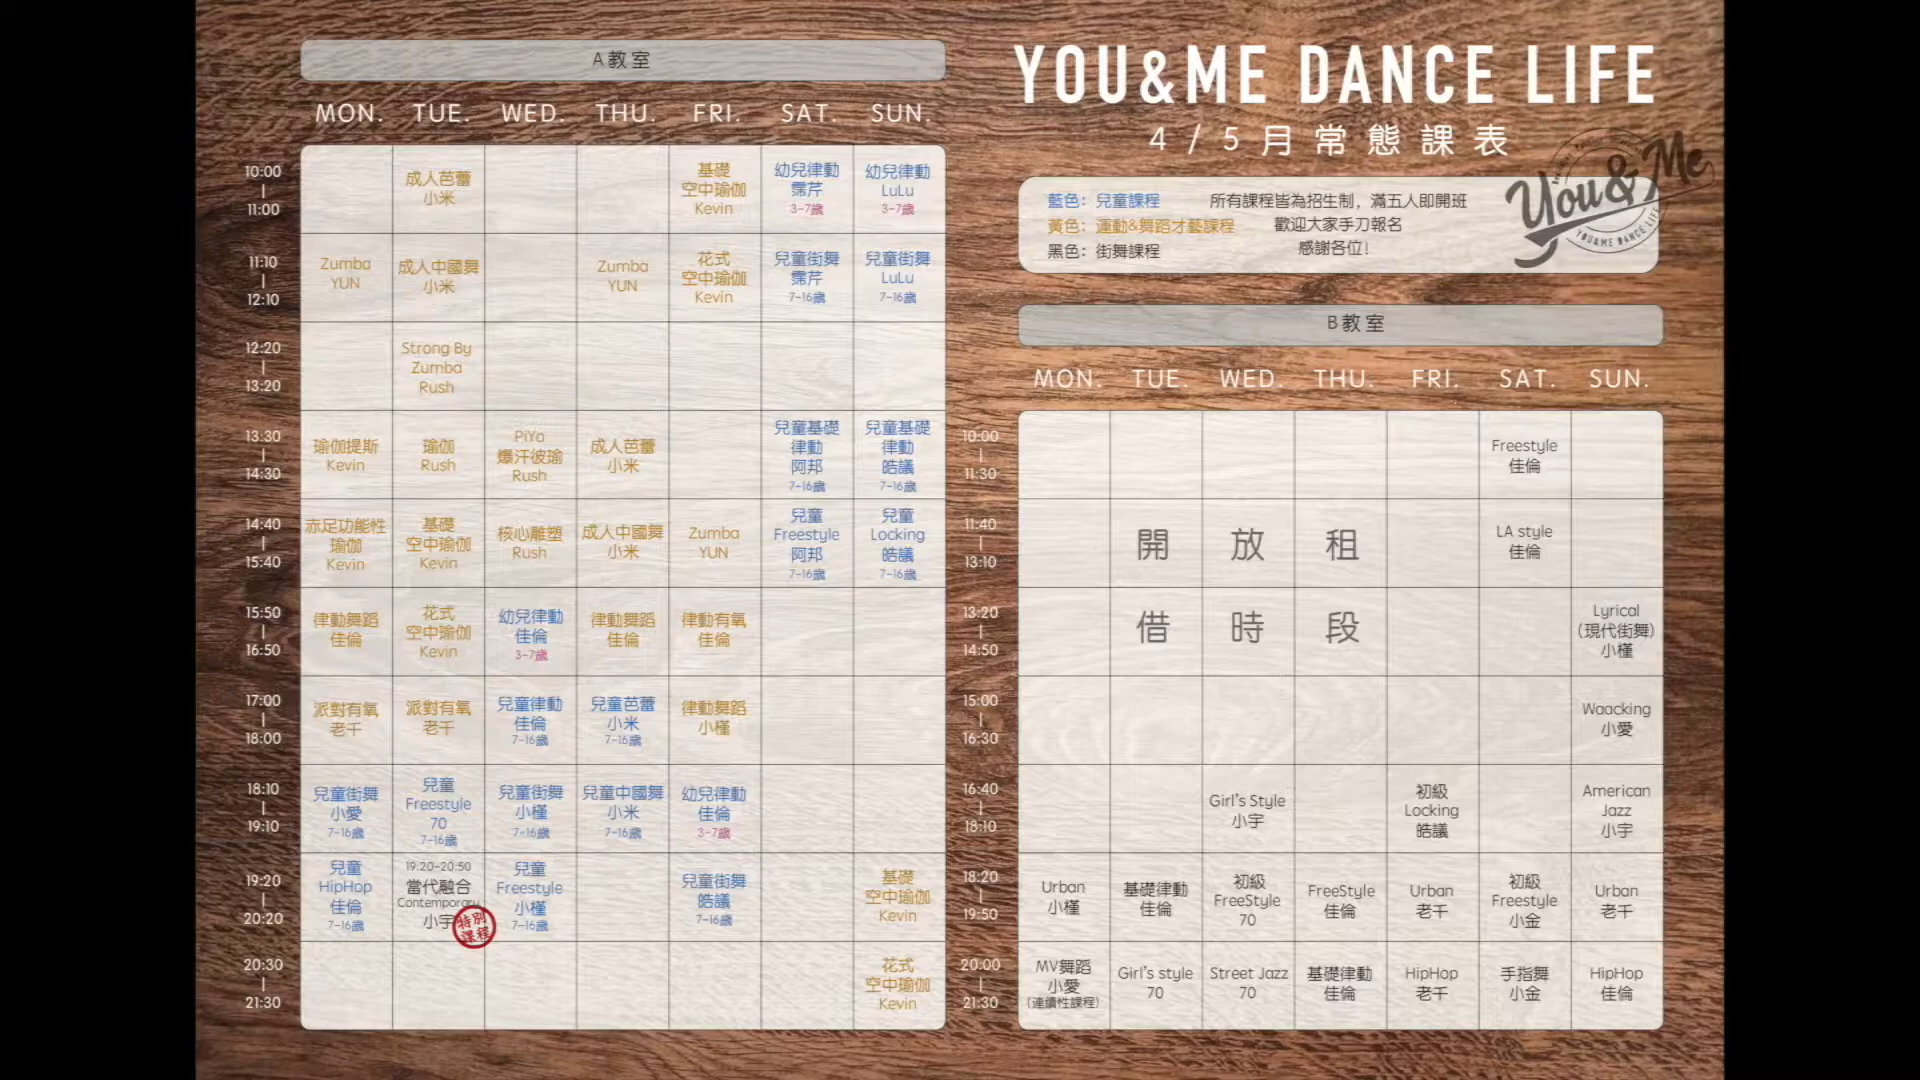 A教室
MON. TUE. WED. THU. FRI. SAT. SUN.
10:00
|
11:00
成人芭蕾
小米
基礎
空中瑜伽
Kevin
幼兒律動
霈芹
3-7歲
幼兒律動
LuLu
3-7歲
11:10
|
12:10
Zumba
YUN
成人中國舞
小米
Zumba
YUN
花式
空中瑜伽
Kevin
兒童街舞
霈芹
7-16歲
兒童街舞
LuLu
7-16歲
12:20
|
13:20
Strong By
Zumba
Rush
13:30
|
14:30
瑜伽提斯
Kevin
瑜伽
Rush
PiYo
爆汗彼瑜
Rush
成人芭蕾
小米
兒童基礎
律動
阿邦
7-16歲
兒童基礎
律動
皓議
7-16歲
14:40
|
15:40
赤足功能性
瑜伽
Kevin
基礎
空中瑜伽
Kevin
核心雕塑
Rush
成人中國舞
小米
Zumba
YUN
兒童
Freestyle
阿邦
7-16歲
兒童
Locking
皓議
7-16歲
15:50
|
16:50
律動舞蹈
佳倫
花式
空中瑜伽
Kevin
幼兒律動
佳倫
3-7歲
律動舞蹈
佳倫
律動有氧
佳倫
17:00
|
18:00
派對有氧
老千
派對有氧
老千
兒童律動
佳倫
7-16歲
兒童芭蕾
小米
7-16歲
律動舞蹈
小槿
18:10
|
19:10
兒童街舞
小愛
7-16歲
兒童
Freestyle
70
7-16歲
兒童街舞
小槿
7-16歲
兒童中國舞
小米
7-16歲
幼兒律動
佳倫
3-7歲
19:20
|
20:20
兒童
HipHop
佳倫
7-16歲
19:20-20:50
當代融合
Contemporary
小宇
特別
課程
兒童
Freestyle
小槿
7-16歲
兒童街舞
皓議
7-16歲
基礎
空中瑜伽
Kevin
20:30
|
21:30
花式
空中瑜伽
Kevin
YOU&ME DANCE LIFE
4/5月常態課表
藍色：兒童課程
黃色：運動&舞蹈才藝課程
黑色：街舞課程
所有課程皆為招生制，滿五人即開班
歡迎大家手刀報名
感謝各位！
You & Me
YOU&ME DANCE LIFE
B教室
MON. TUE. WED. THU. FRI. SAT. SUN.
10:00
|
11:30
Freestyle
佳倫
11:40
|
13:10
開放租
LA style
佳倫
13:20
|
14:50
借時段
Lyrical
(現代街舞)
小槿
15:00
|
16:30
Waacking
小愛
16:40
|
18:10
Girl's Style
小宇
初級
Locking
皓議
American
Jazz
小宇
18:20
|
19:50
Urban
小槿
基礎律動
佳倫
初級
FreeStyle
70
FreeStyle
佳倫
Urban
老千
初級
Freestyle
小金
Urban
老千
20:00
|
21:30
MV舞蹈
小愛
(連續性課程)
Girl's style
70
Street Jazz
70
基礎律動
佳倫
HipHop
老千
手指舞
小金
HipHop
佳倫